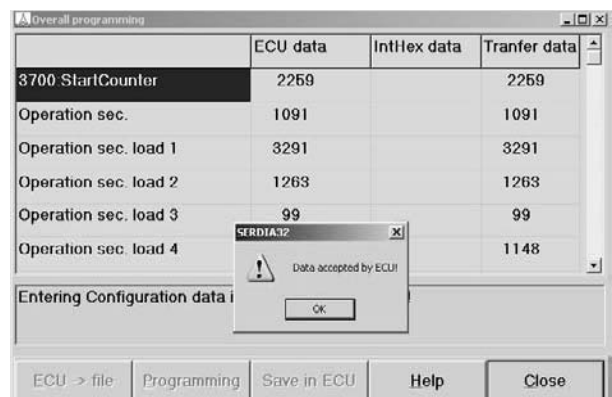 Overall programming
ECU data IntHex data Tranfer data
3700 StartCounter 2259 2259
Operation sec. 1091 1091
Operation sec. load 1 3291 3291
Operation sec. load 2 1263 1263
Operation sec. load 3 99 99
Operation sec. load 4 1148
SERDIA32
Data accepted by ECU!
OK
Entering Configuration data i
ECU -> file Programming Save in ECU Help Close